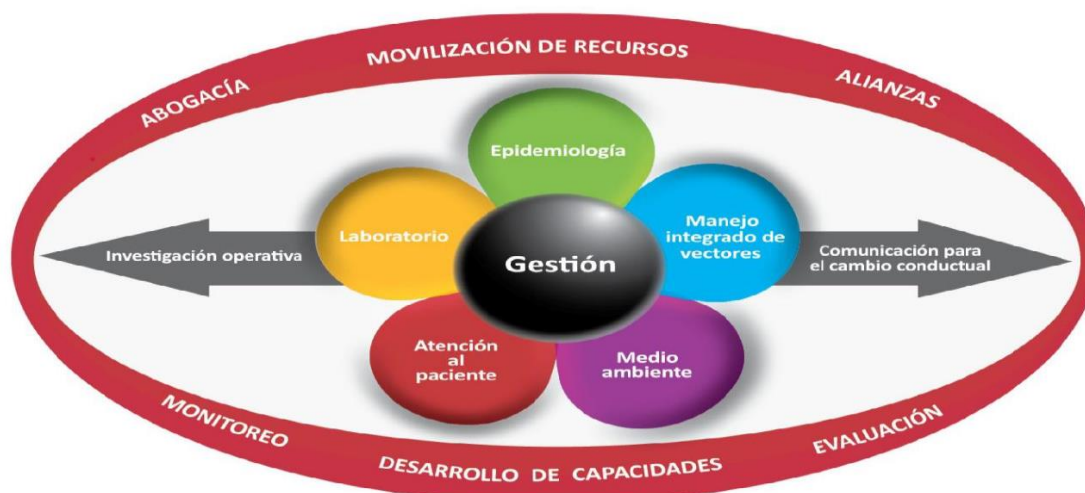 MOVILIZACIÓN DE RECURSOS
ABOGACÍA
ALIANZAS
Epidemiología
Laboratorio
Manejo
integrado de
vectores
Investigación operativa
Gestión
Comunicación para
el cambio conductual
Atención
al
paciente
Medio
ambiente
MONITOREO
DESARROLLO DE CAPACIDADES
EVALUACIÓN